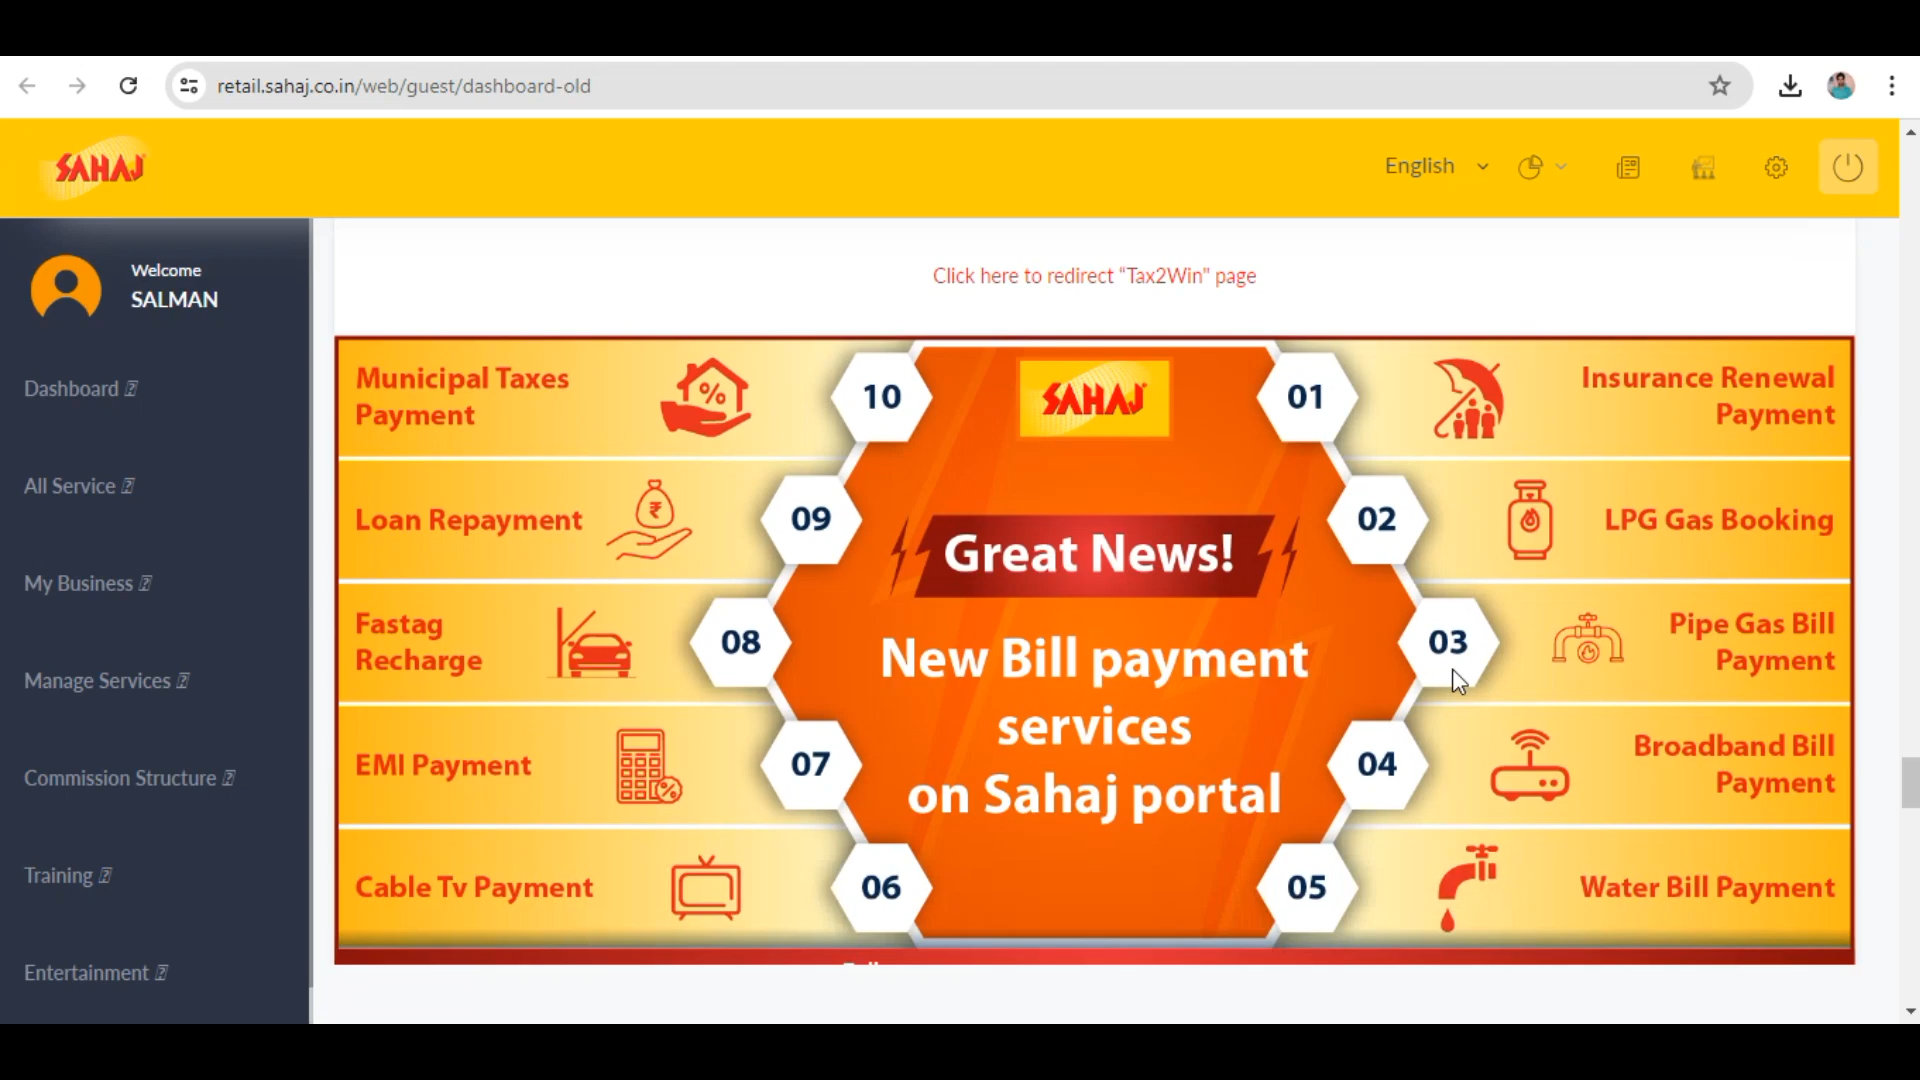 retail.sahaj.co.in/web/guest/dashboard-old
SAHAJ
English
Welcome
SALMAN
Dashboard
All Service
My Business
Manage Services
Commission Structure
Training
Entertainment
Click here to redirect “Tax2Win" page
SAHAJ
Great News!
New Bill payment
services
on Sahaj portal
01
Insurance Renewal
Payment
02
LPG Gas Booking
03
Pipe Gas Bill
Payment
04
Broadband Bill
Payment
05
Water Bill Payment
06
Cable Tv Payment
07
EMI Payment
08
Fastag
Recharge
09
Loan Repayment
₹
10
Municipal Taxes
Payment